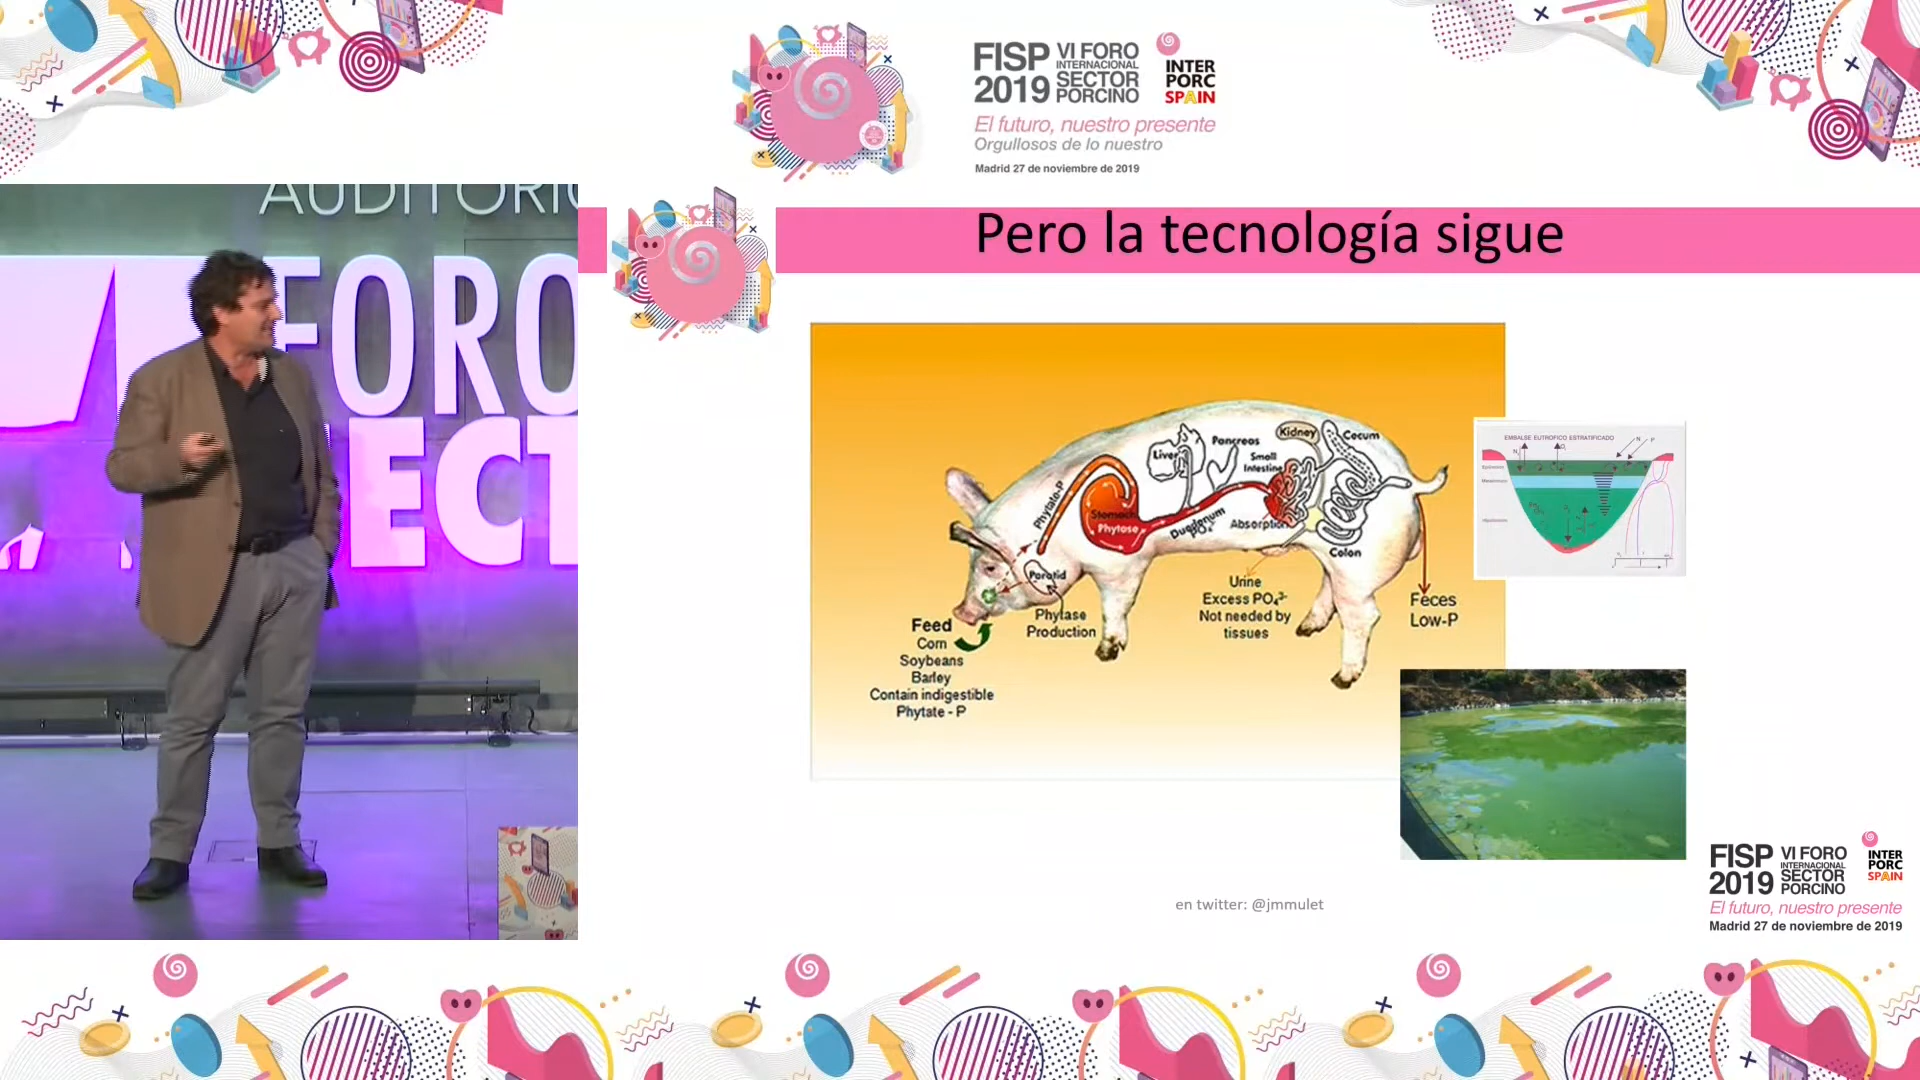 FISP
2019
VI FORO
INTERNACIONAL
SECTOR
PORCINO
INTER
PORC
SPAIN
El futuro, nuestro presente
Orgullosos de lo nuestro
Madrid 27 de noviembre de 2019
AUDITORIO
FORO
ECT
Pero la tecnología sigue
Liver
Pancreas
Kidney
Cecum
Small
Intestine
Phytate-P
Stomach
Phytase
Duodenum
PO₄
Absorption
Colon
Parotid
Phytase
Production
Feed
Corn
Soybeans
Barley
Contain indigestible
Phytate - P
Urine
Excess PO₄³⁻
Not needed by
tissues
Feces
Low-P
EMBALSE EUTROFICO ESTRATIFICADO
N
P
en twitter: @jmmulet
FISP
2019
VI FORO
INTERNACIONAL
SECTOR
PORCINO
INTER
PORC
SPAIN
El futuro, nuestro presente
Madrid 27 de noviembre de 2019